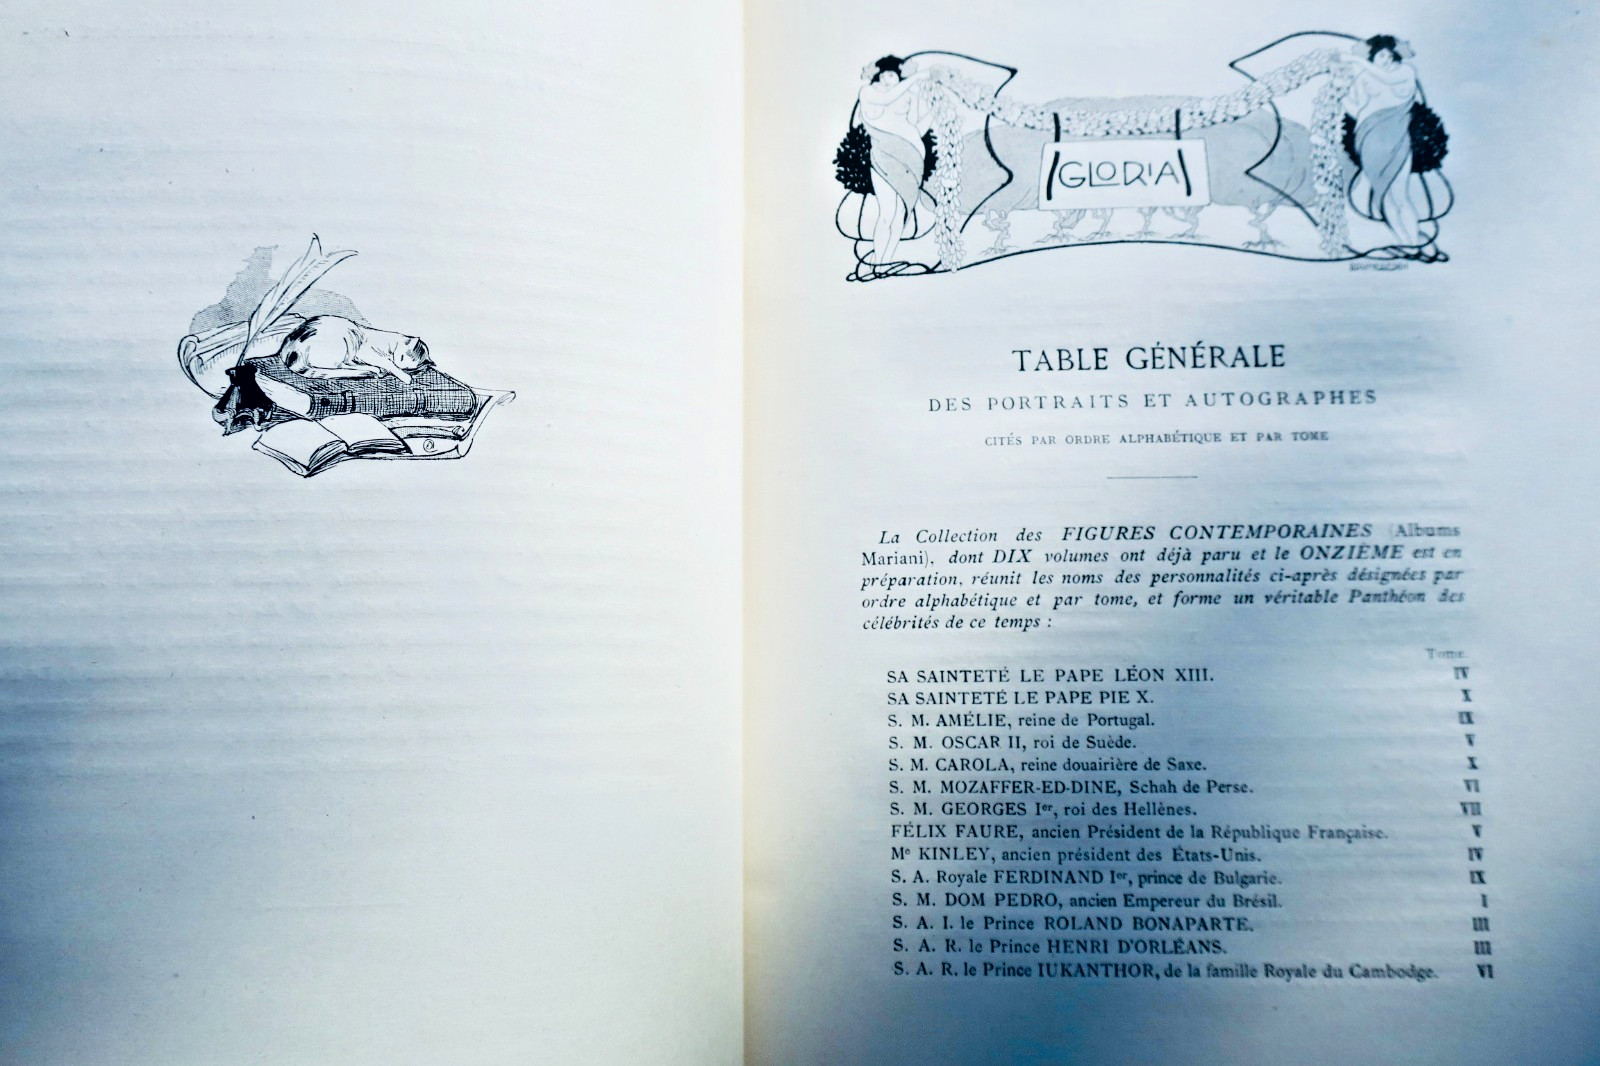 GLORIA
TABLE GÉNÉRALE
DES PORTRAITS ET AUTOGRAPHES
CITÉS PAR ORDRE ALPHABÉTIQUE ET PAR TOME
La Collection des FIGURES CONTEMPORAINES (Albums
Mariani), dont DIX volumes ont déjà paru et le ONZIÈME est en
préparation, réunit les noms des personnalités ci-après désignées par
ordre alphabétique et par tome, et forme un véritable Panthéon des
célébrités de ce temps :
Tome.
SA SAINTETÉ LE PAPE LÉON XIII. IV
SA SAINTETÉ LE PAPE PIE X. X
S. M. AMÉLIE, reine de Portugal. IX
S. M. OSCAR II, roi de Suède. V
S. M. CAROLA, reine douairière de Saxe. X
S. M. MOZAFFER-ED-DINE, Schah de Perse. VI
S. M. GEORGES Ier, roi des Hellènes. VII
FÉLIX FAURE, ancien Président de la République Française. V
Me KINLEY, ancien président des États-Unis. IV
S. A. Royale FERDINAND Ier, prince de Bulgarie. IX
S. M. DOM PEDRO, ancien Empereur du Brésil. I
S. A. I. le Prince ROLAND BONAPARTE. III
S. A. R. le Prince HENRI D'ORLÉANS. III
S. A. R. le Prince IUKANTHOR, de la famille Royale du Cambodge. VI